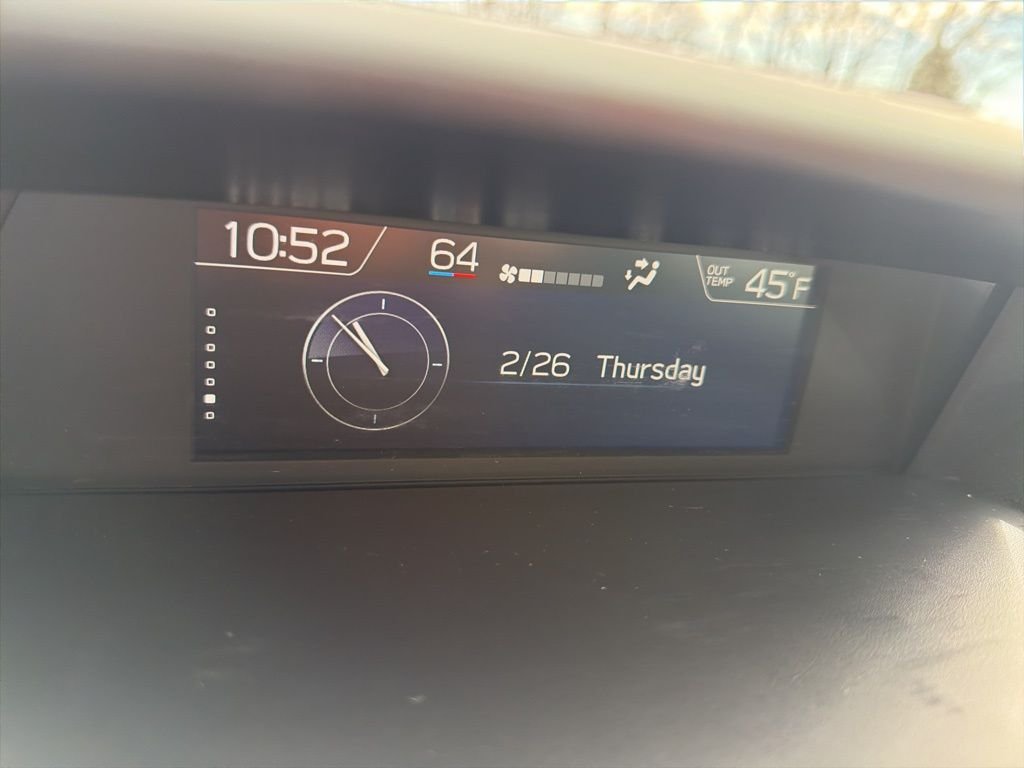 10:52
64
OUT TEMP 45°F
2/26 Thursday